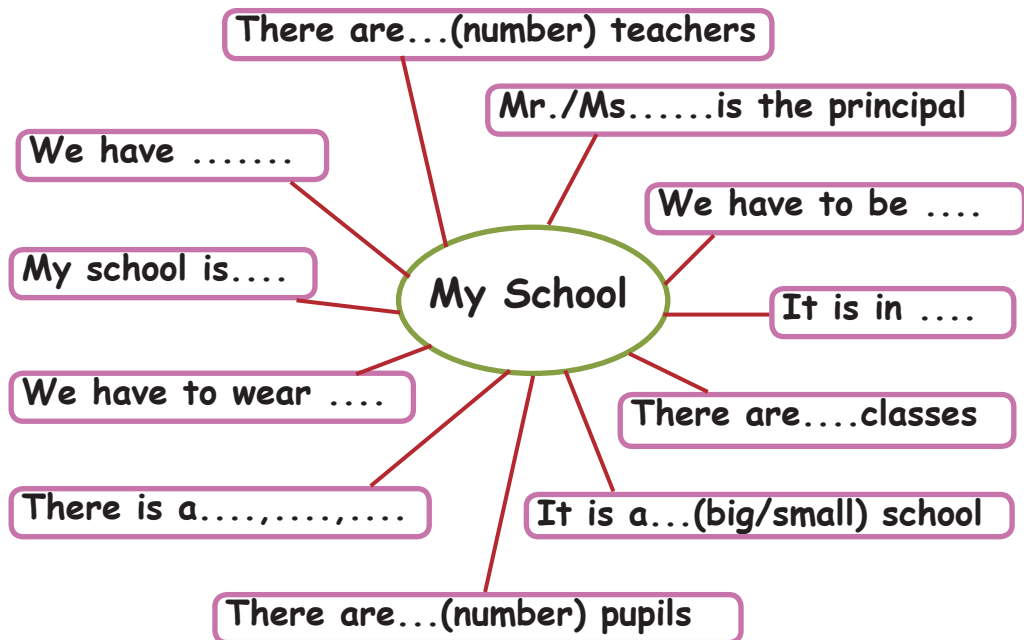 There are...(number) teachers
Mr./Ms......is the principal
We have .......
We have to be ....
My school is....
My School
It is in ....
We have to wear ....
There are....classes
There is a....,....,....
It is a...(big/small) school
There are...(number) pupils